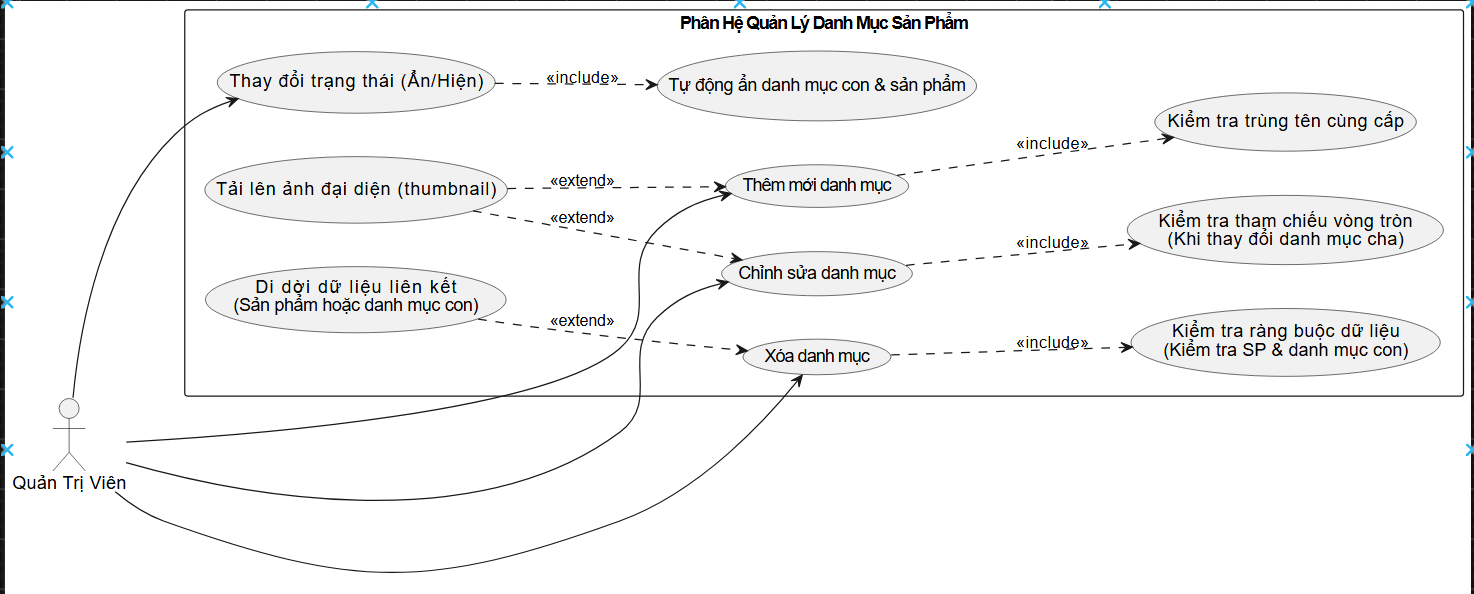 Phân Hệ Quản Lý Danh Mục Sản Phẩm
Thay đổi trạng thái (Ẩn/Hiện)
«include»
Tự động ẩn danh mục con & sản phẩm
Kiểm tra trùng tên cùng cấp
«include»
Tải lên ảnh đại diện (thumbnail)
«extend»
Thêm mới danh mục
«extend»
Kiểm tra tham chiếu vòng tròn
(Khi thay đổi danh mục cha)
«include»
Chỉnh sửa danh mục
Di dời dữ liệu liên kết
(Sản phẩm hoặc danh mục con)
«extend»
Xóa danh mục
«include»
Kiểm tra ràng buộc dữ liệu
(Kiểm tra SP & danh mục con)
Quản Trị Viên